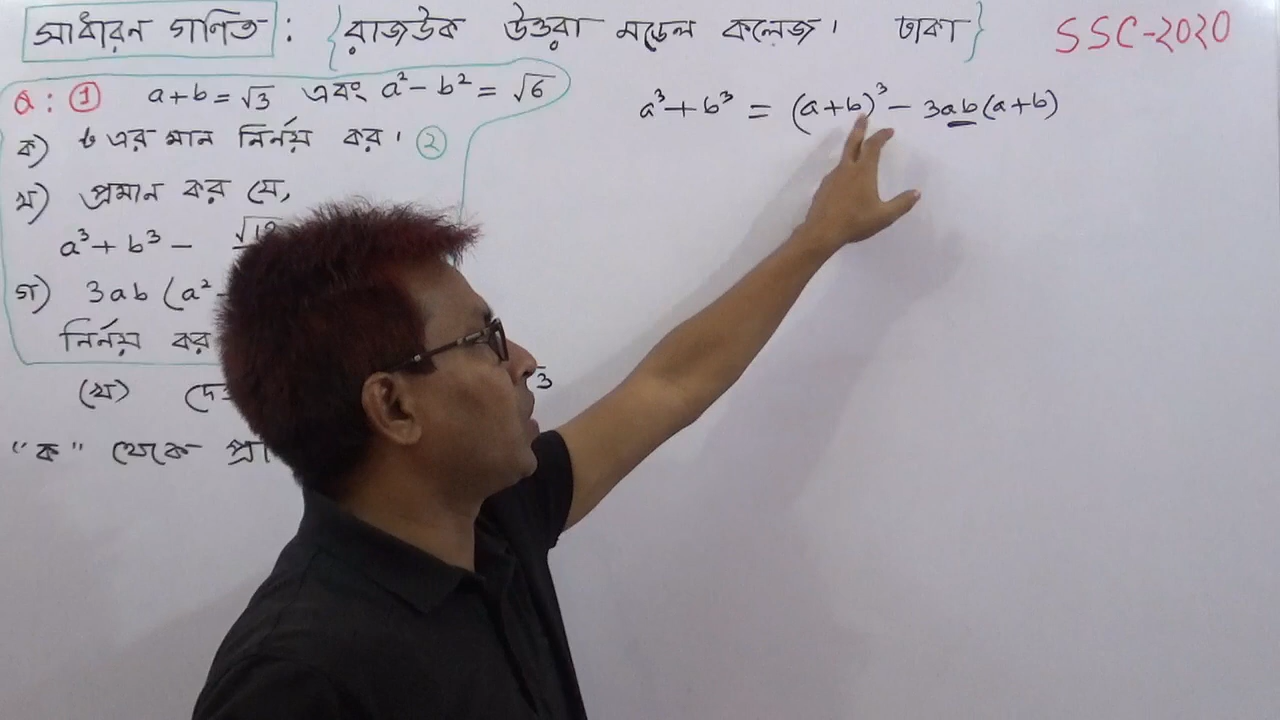 সাধারন গনিত : {রাজউক উত্তরা মডেল কলেজ। ঢাকা} SSC-2020
Q : ① a+b = √3 এবং a² - b² = √6
ক) b এর মান নির্নয় কর। ②
খ) প্রমান কর যে,
a³ + b³ -
গ) 3ab (a²
নির্নয় কর
(খ)
"ক" থেকে
a³ + b³ = (a+b)³ - 3ab(a+b)